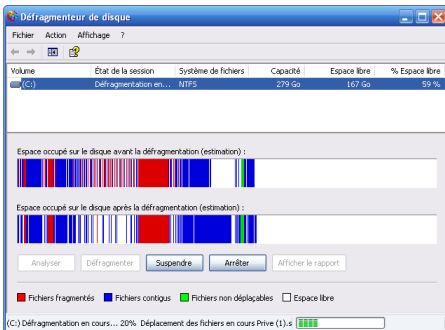 Défragmenteur de disque
Fichier Action Affichage ?
Volume État de la session Système de fichiers Capacité Espace libre % Espace libre
(C:) Défragmentation en... NTFS 279 Go 167 Go 59 %
Espace occupé sur le disque avant la défragmentation (estimation) :
Espace occupé sur le disque après la défragmentation (estimation) :
Analyser Défragmenter Suspendre Arrêter Afficher le rapport
Fichiers fragmentés Fichiers contigus Fichiers non déplaçables Espace libre
(C:) Défragmentation en cours... 20% Déplacement des fichiers en cours Prive (1).s